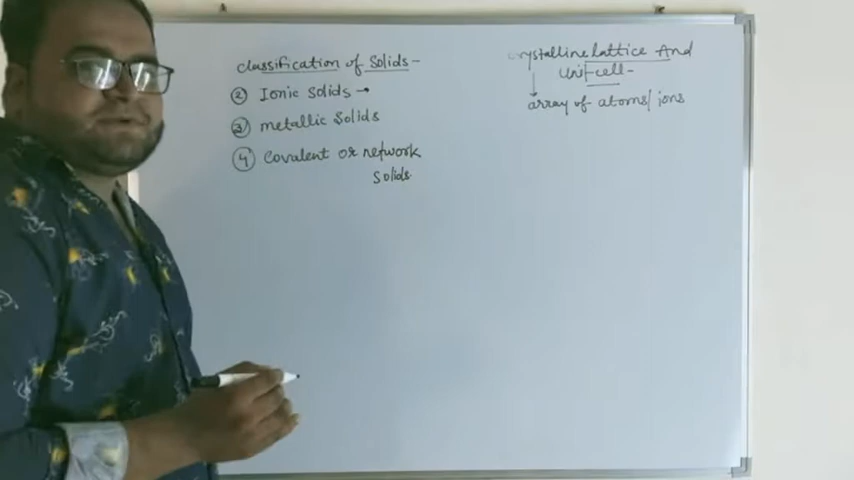 classification of Solids-
② Ionic Solids →
③ metallic Solids
④ Covalent or network
Solids
crystalline Lattice And
Unit-cell-
↓
array of atoms/ions